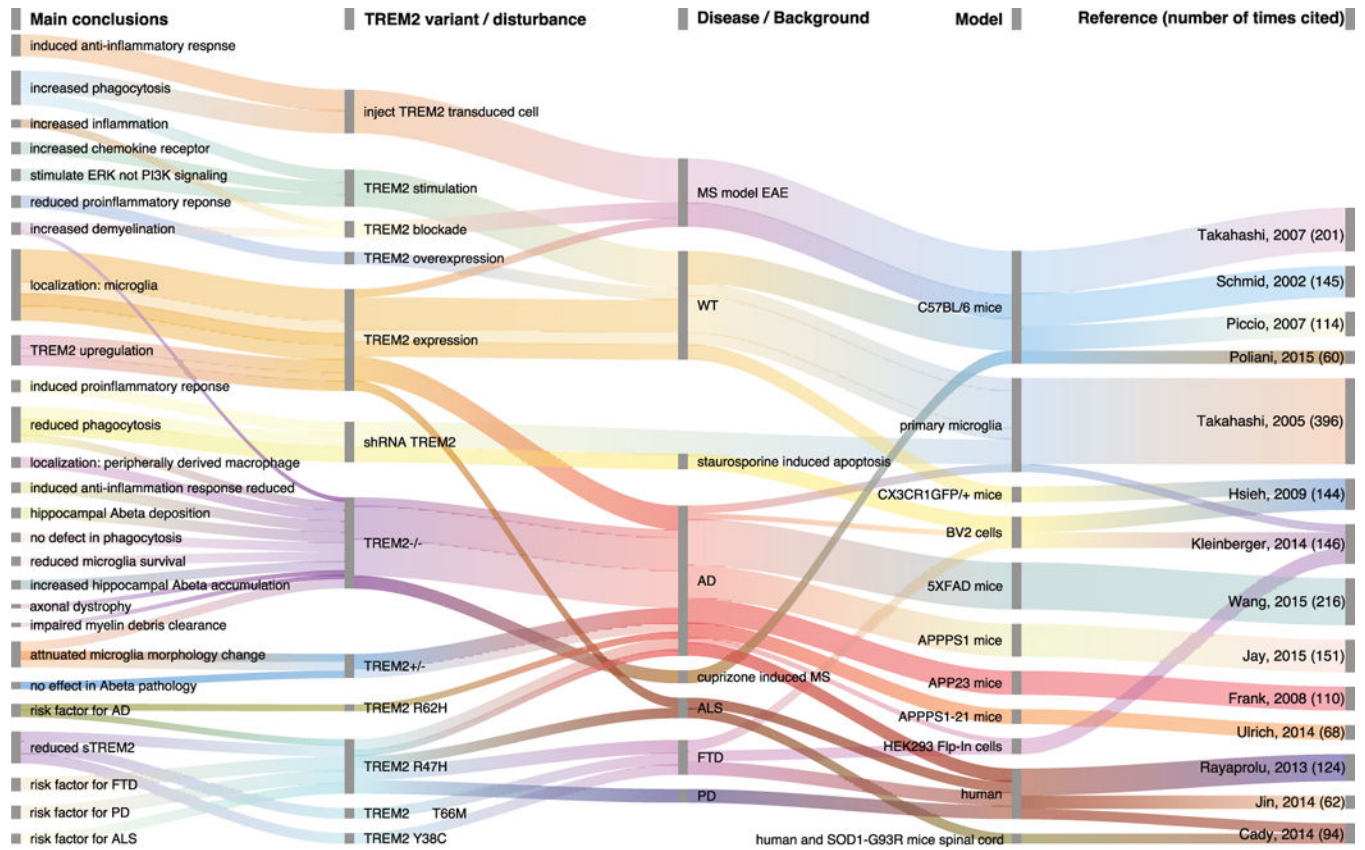 Main conclusions
TREM2 variant / disturbance
Disease / Background
Model
Reference (number of times cited)
induced anti-inflammatory respnse
increased phagocytosis
increased inflammation
increased chemokine receptor
stimulate ERK not PI3K signaling
reduced proinflammatory reponse
increased demyelination
localization: microglia
TREM2 upregulation
induced proinflammatory reponse
reduced phagocytosis
localization: peripherally derived macrophage
induced anti-inflammation response reduced
hippocampal Abeta deposition
no defect in phagocytosis
reduced microglia survival
increased hippocampal Abeta accumulation
axonal dystrophy
impaired myelin debris clearance
attnuated microglia morphology change
no effect in Abeta pathology
risk factor for AD
reduced sTREM2
risk factor for FTD
risk factor for PD
risk factor for ALS
inject TREM2 transduced cell
TREM2 stimulation
TREM2 blockade
TREM2 overexpression
TREM2 expression
shRNA TREM2
TREM2-/-
TREM2+/-
TREM2 R62H
TREM2 R47H
TREM2 T66M
TREM2 Y38C
MS model EAE
WT
staurosporine induced apoptosis
AD
cuprizone induced MS
ALS
FTD
PD
C57BL/6 mice
primary microglia
CX3CR1GFP/+ mice
BV2 cells
5XFAD mice
APPPS1 mice
APP23 mice
APPPS1-21 mice
HEK293 Flp-In cells
human
human and SOD1-G93R mice spinal cord
Takahashi, 2007 (201)
Schmid, 2002 (145)
Piccio, 2007 (114)
Poliani, 2015 (60)
Takahashi, 2005 (396)
Hsieh, 2009 (144)
Kleinberger, 2014 (146)
Wang, 2015 (216)
Jay, 2015 (151)
Frank, 2008 (110)
Ulrich, 2014 (68)
Rayaprolu, 2013 (124)
Jin, 2014 (62)
Cady, 2014 (94)